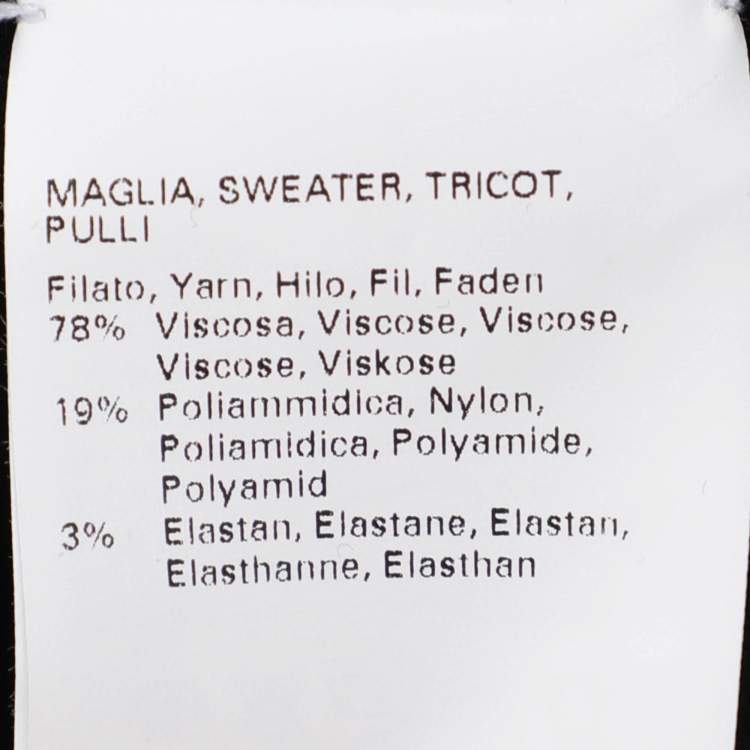 MAGLIA, SWEATER, TRICOT,
PULLI
Filato, Yarn, Hilo, Fil, Faden
78% Viscosa, Viscose, Viscose,
Viscose, Viskose
19% Poliammidica, Nylon,
Poliamidica, Polyamide,
Polyamid
3% Elastan, Elastane, Elastan,
Elasthanne, Elasthan